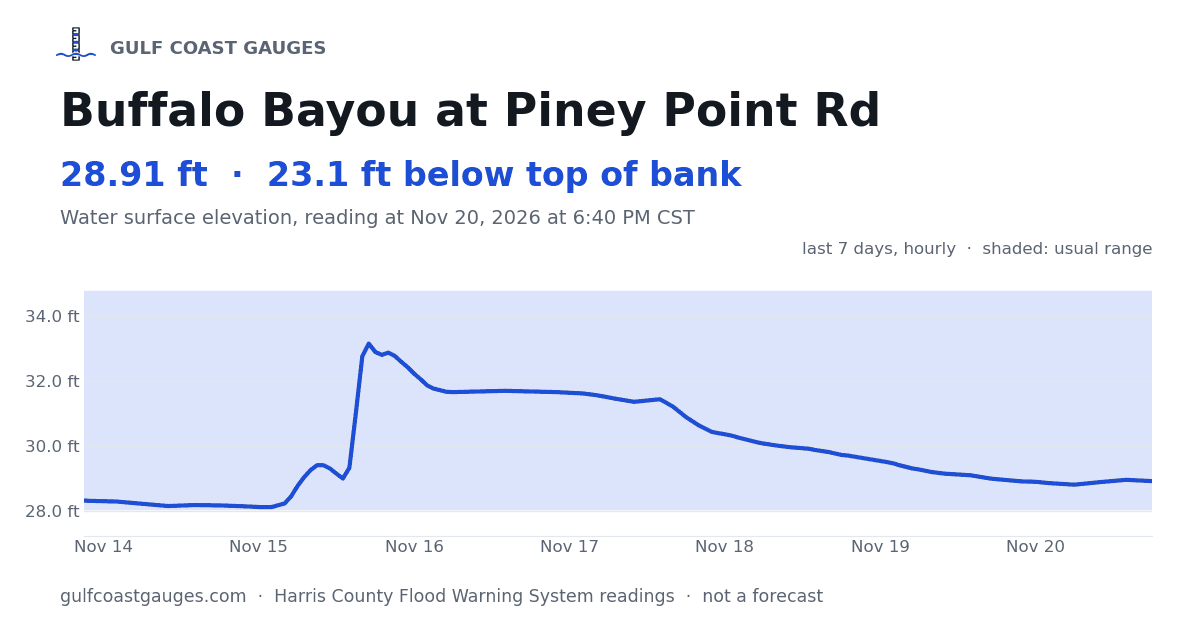 GULF COAST GAUGES
Buffalo Bayou at Piney Point Rd
28.91 ft · 23.1 ft below top of bank
Water surface elevation, reading at Nov 20, 2026 at 6:40 PM CST
last 7 days, hourly · shaded: usual range
34.0 ft
32.0 ft
30.0 ft
28.0 ft
Nov 14 Nov 15 Nov 16 Nov 17 Nov 18 Nov 19 Nov 20
gulfcoastgauges.com · Harris County Flood Warning System readings · not a forecast